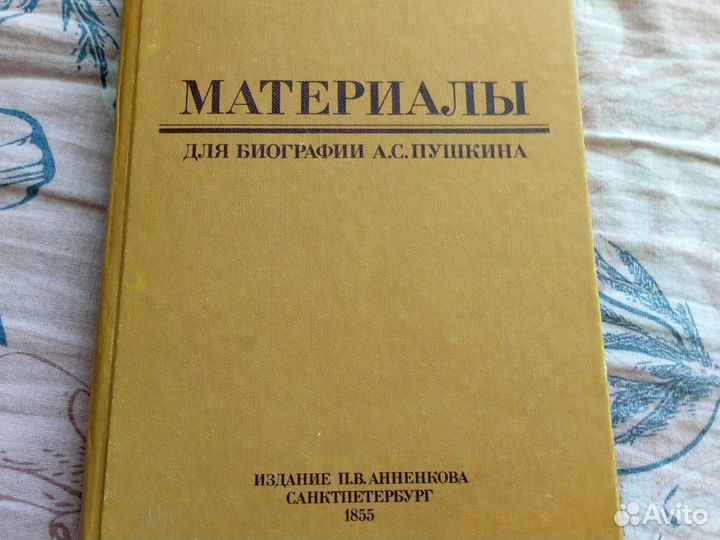 МАТЕРИАЛЫ
ДЛЯ БИОГРАФИИ А.С.ПУШКИНА
ИЗДАНИЕ П.В.АННЕНКОВА
САНКТПЕТЕРБУРГ
1855
Avito